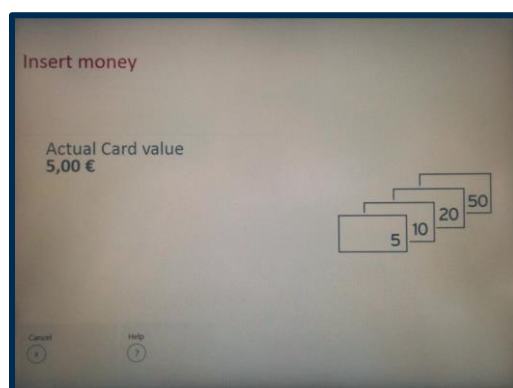 Insert money
Actual Card value
5,00 €
50
20
10
5
Cancel
Help
x
?